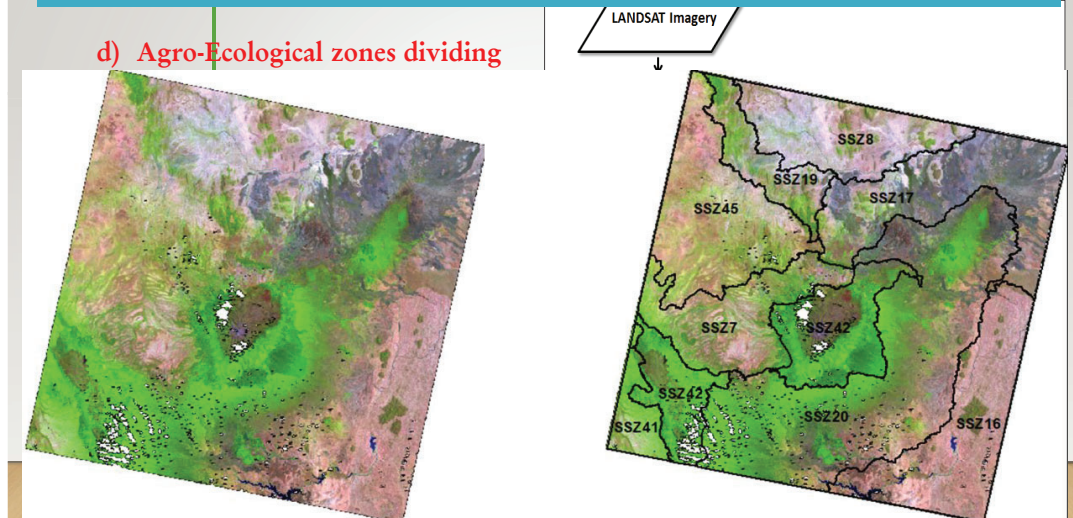 LANDSAT Imagery
d) Agro-Ecological zones dividing
SSZ8
SSZ19
SSZ17
SSZ45
SSZ7
SSZ42
SSZ42
SSZ20
SSZ41
SSZ16